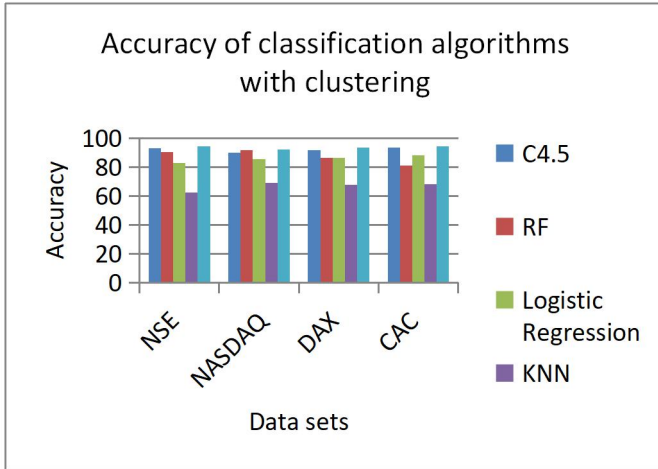 Accuracy of classification algorithms
with clustering
100
80
60
40
20
0
Accuracy
NSE
NASDAQ
DAX
CAC
Data sets
C4.5
RF
Logistic
Regression
KNN